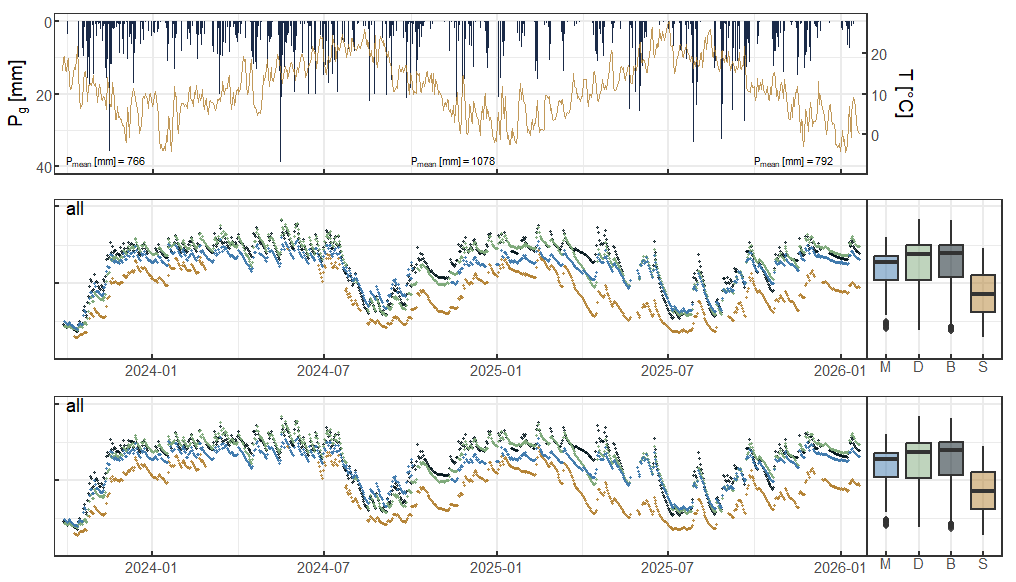 0
20
40
Pg [mm]
20
10
0
T [°C]
Pmean [mm] = 766
Pmean [mm] = 1078
Pmean [mm] = 792
all
2024-01
2024-07
2025-01
2025-07
2026-01
M
D
B
S
all
2024-01
2024-07
2025-01
2025-07
2026-01
M
D
B
S